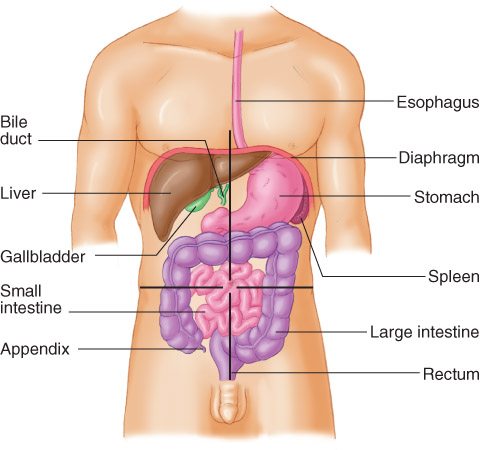 Esophagus
Bile
duct
Diaphragm
Liver
Stomach
Gallbladder
Spleen
Small
intestine
Large intestine
Appendix
Rectum